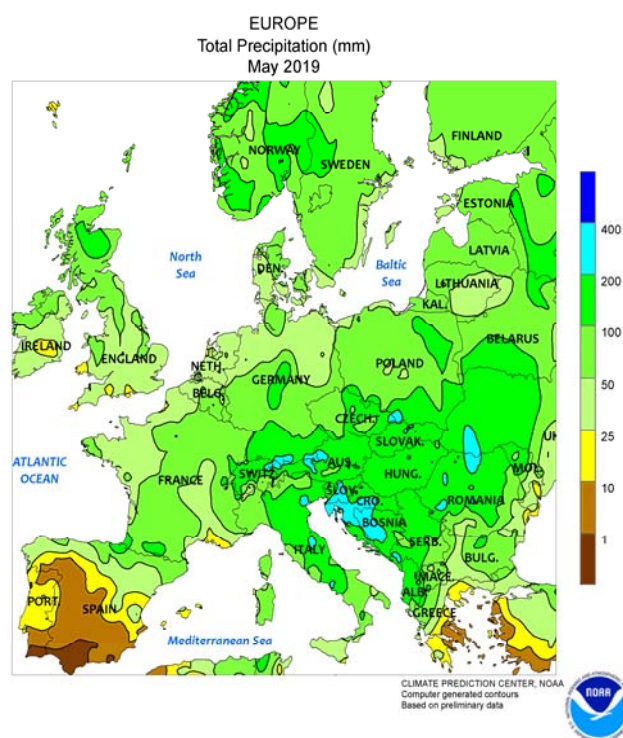 EUROPE
Total Precipitation (mm)
May 2019
FINLAND
NORWAY
SWEDEN
ESTONIA
North
Sea
LATVIA
DEN.
Baltic
Sea
LITHUANIA
KAL.
IRELAND
ENGLAND
BELARUS
NETH.
POLAND
GERMANY
BELG.
CZECH.
SLOVAK.
UK
ATLANTIC
OCEAN
FRANCE
SWITZ.
AUS.
HUNG.
MOL.
SLOV.
CRO.
ROMANIA
BOSNIA
ITALY
SERB.
BULG.
PORT.
SPAIN
MACE.
ALB.
GREECE
Mediterranean Sea
400
200
100
50
25
10
1
CLIMATE PREDICTION CENTER, NOAA
Computer generated contours
Based on preliminary data
NOAA